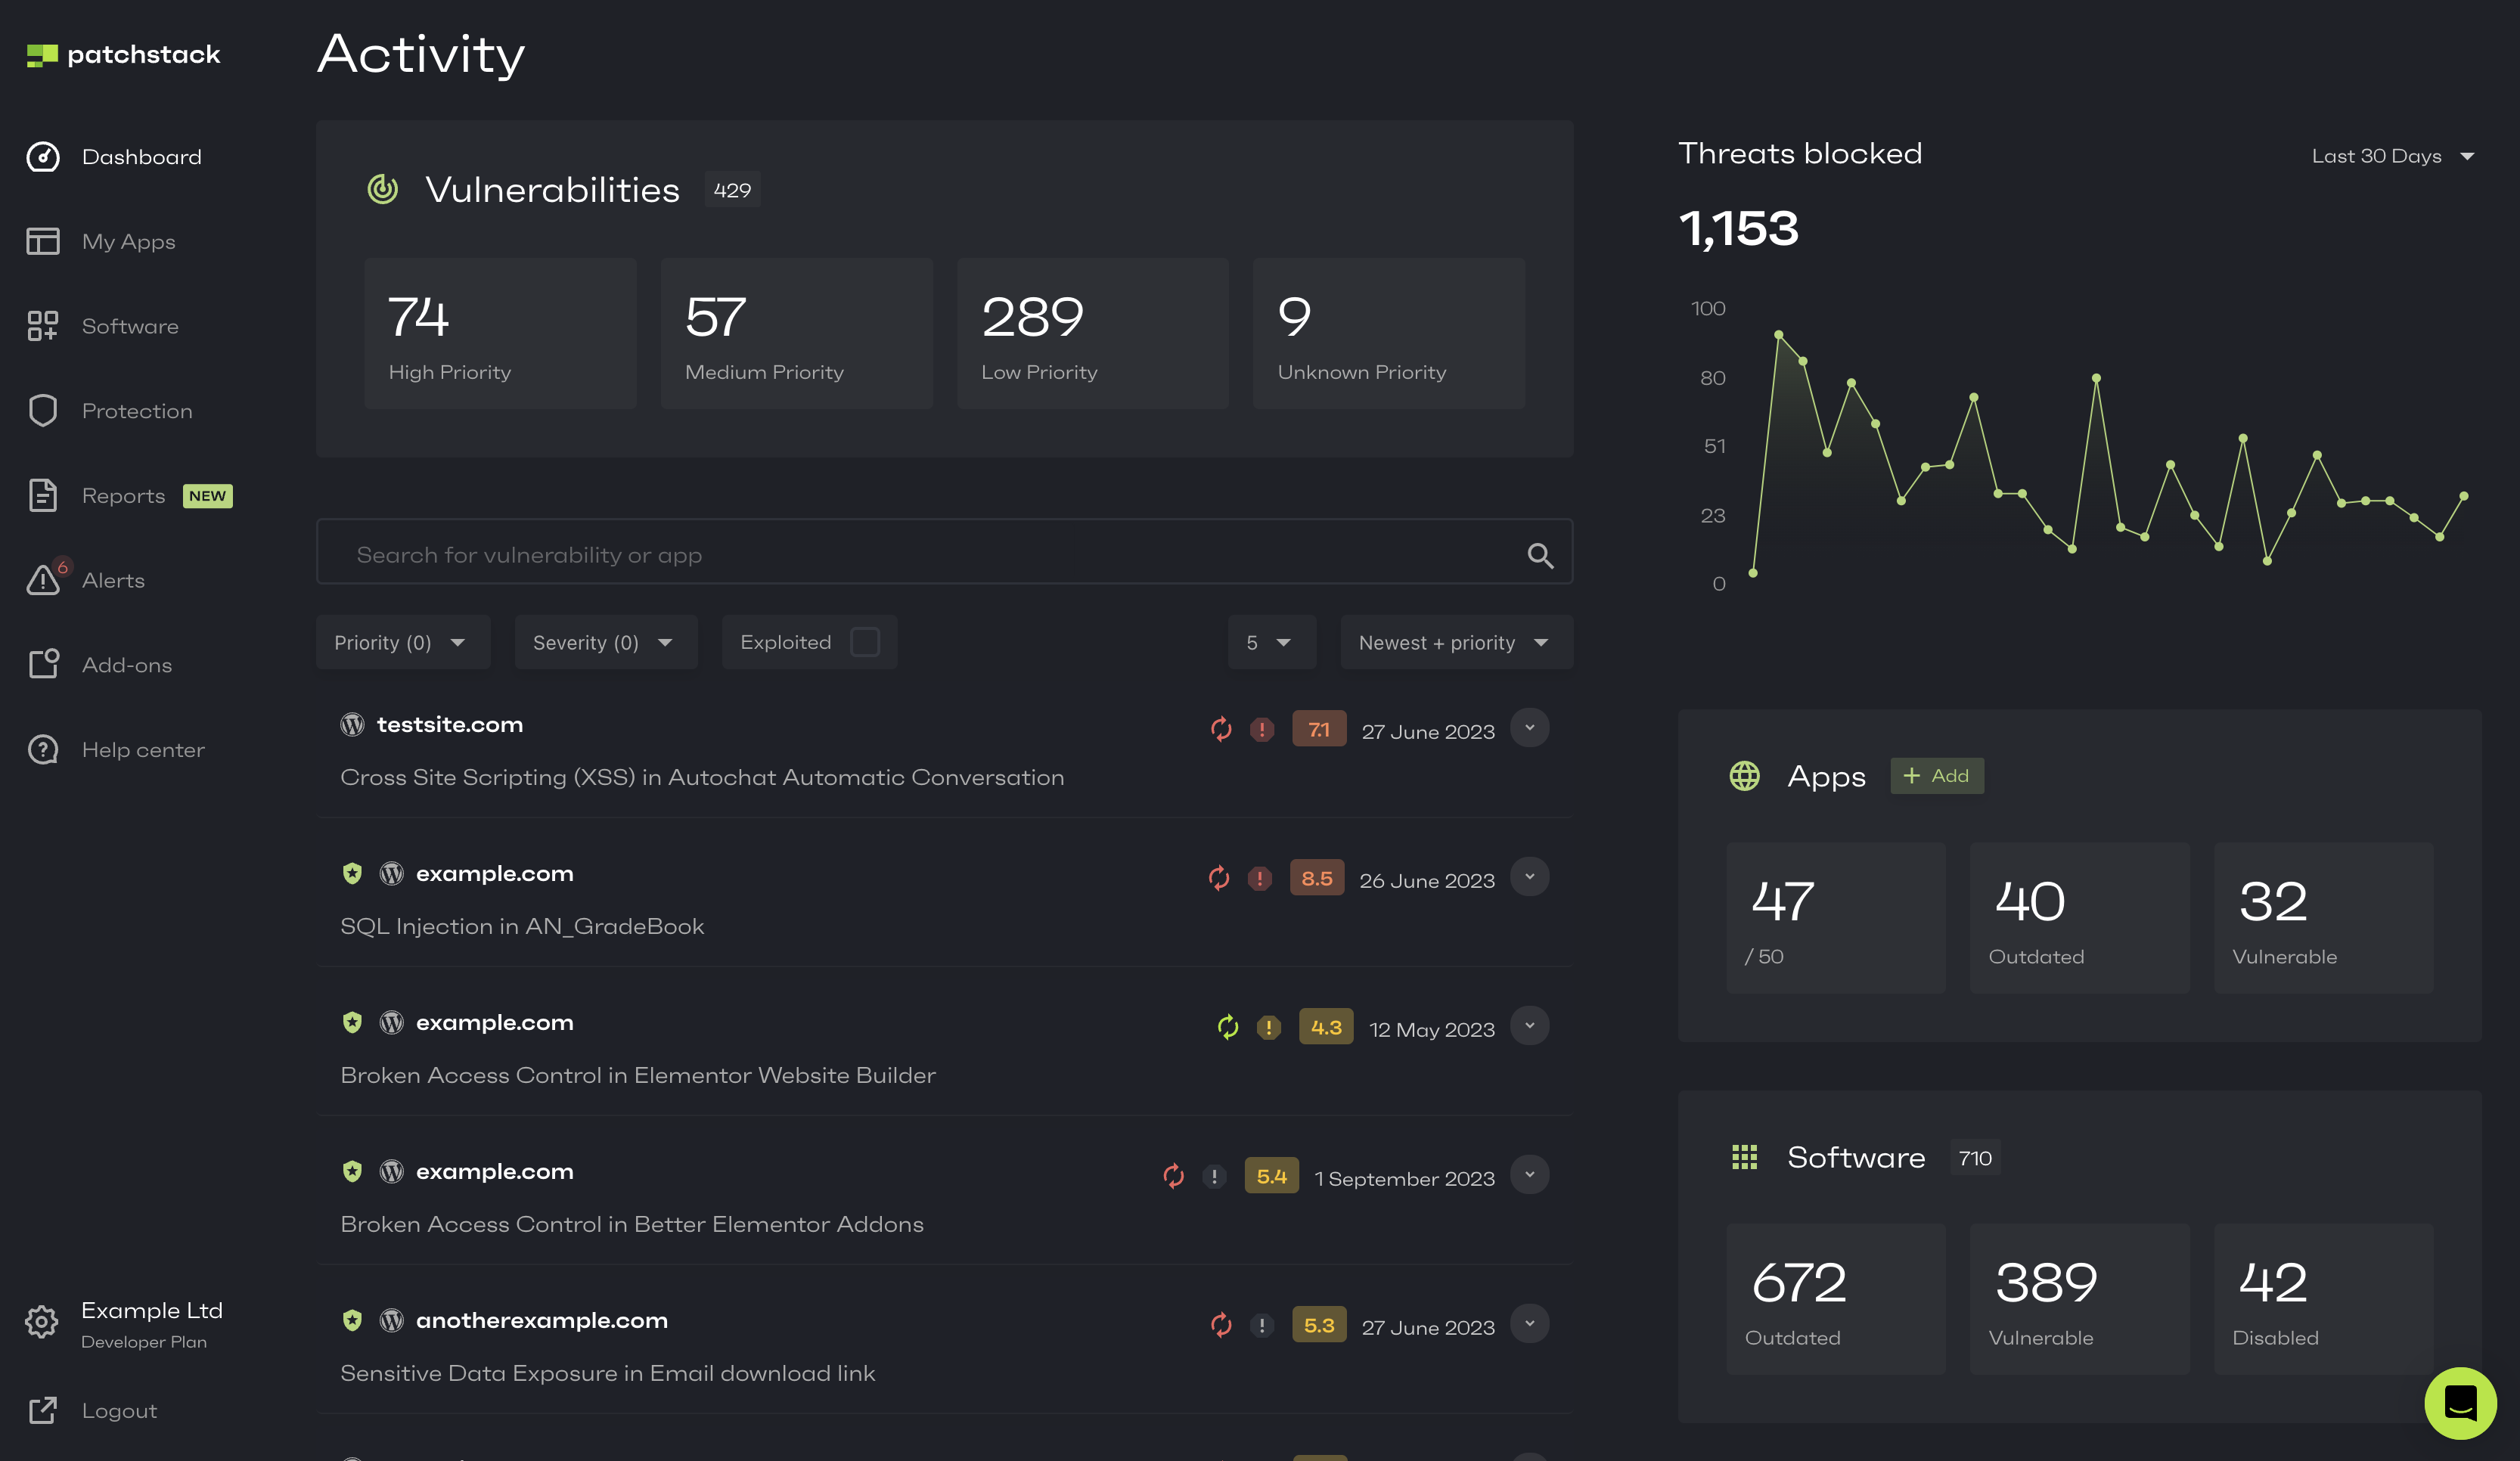 patchstack
Dashboard
My Apps
Software
Protection
Reports NEW
6
Alerts
Add-ons
Help center
Example Ltd
Developer Plan
Logout
Activity
Vulnerabilities 429
74
High Priority
57
Medium Priority
289
Low Priority
9
Unknown Priority
Search for vulnerability or app
Priority (0) Severity (0) Exploited 5 Newest + priority
testsite.com 7.1 27 June 2023
Cross Site Scripting (XSS) in Autochat Automatic Conversation
example.com 8.5 26 June 2023
SQL Injection in AN_GradeBook
example.com 4.3 12 May 2023
Broken Access Control in Elementor Website Builder
example.com 5.4 1 September 2023
Broken Access Control in Better Elementor Addons
anotherexample.com 5.3 27 June 2023
Sensitive Data Exposure in Email download link
Threats blocked Last 30 Days
1,153
100
80
51
23
0
Apps + Add
47
/ 50
40
Outdated
32
Vulnerable
Software 710
672
Outdated
389
Vulnerable
42
Disabled